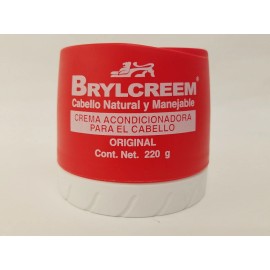 BRYLCREEM®
Cabello Natural y Manejable
CREMA ACONDICIONADORA
PARA EL CABELLO
ORIGINAL
Cont. Net. 220 g